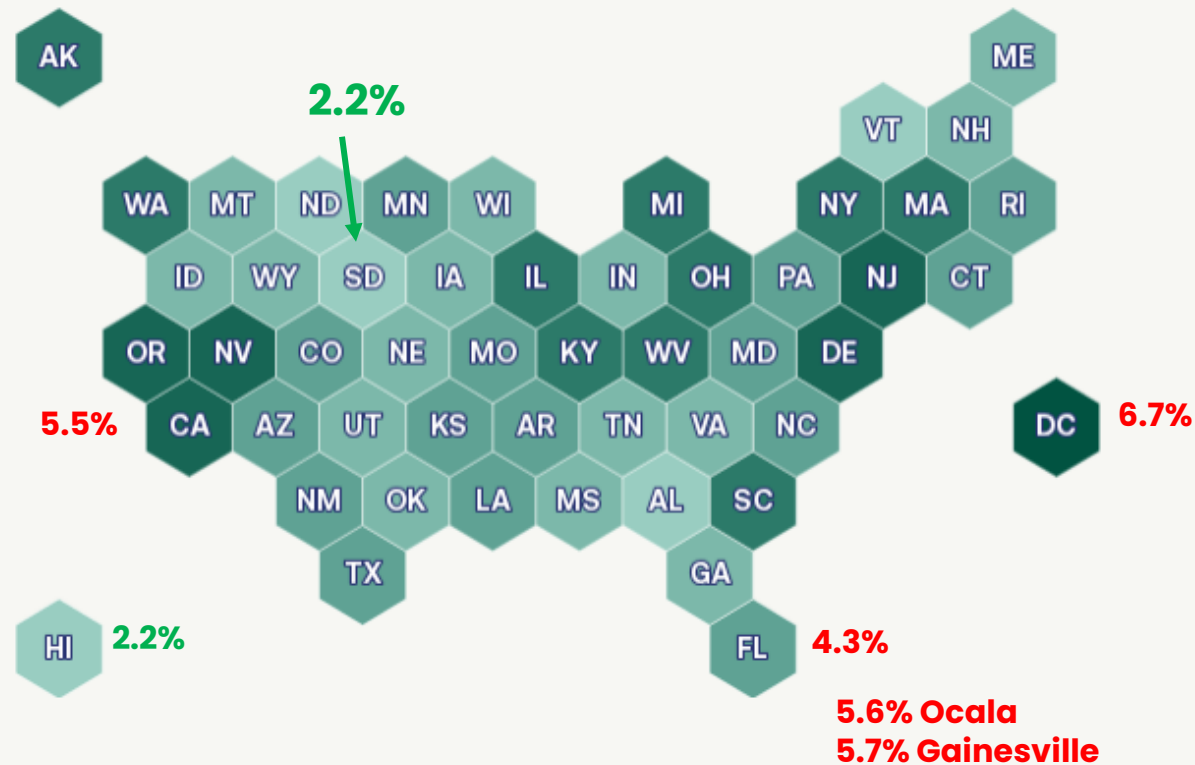 AK
ME
2.2%
VT NH
WA MT ND MN WI MI NY MA RI
ID WY SD IA IL IN OH PA NJ CT
OR NV CO NE MO KY WV MD DE
5.5% CA AZ UT KS AR TN VA NC DC 6.7%
NM OK LA MS AL SC
TX GA
HI 2.2% FL 4.3%
5.6% Ocala
5.7% Gainesville